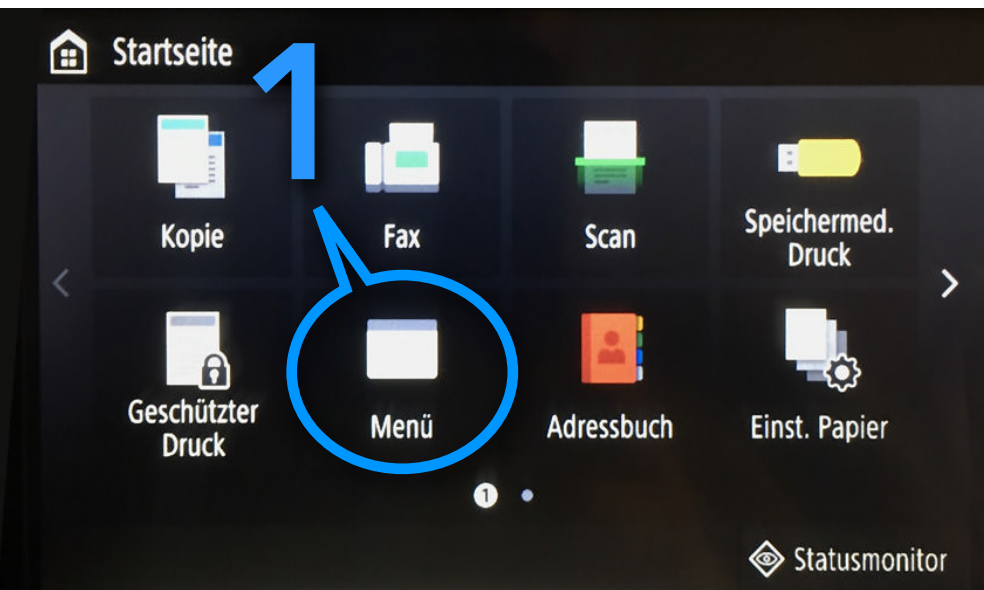 Startseite
1
Kopie
Fax
Scan
Speichermed.
Druck
Geschützter
Druck
Menü
Adressbuch
Einst. Papier
1
Statusmonitor